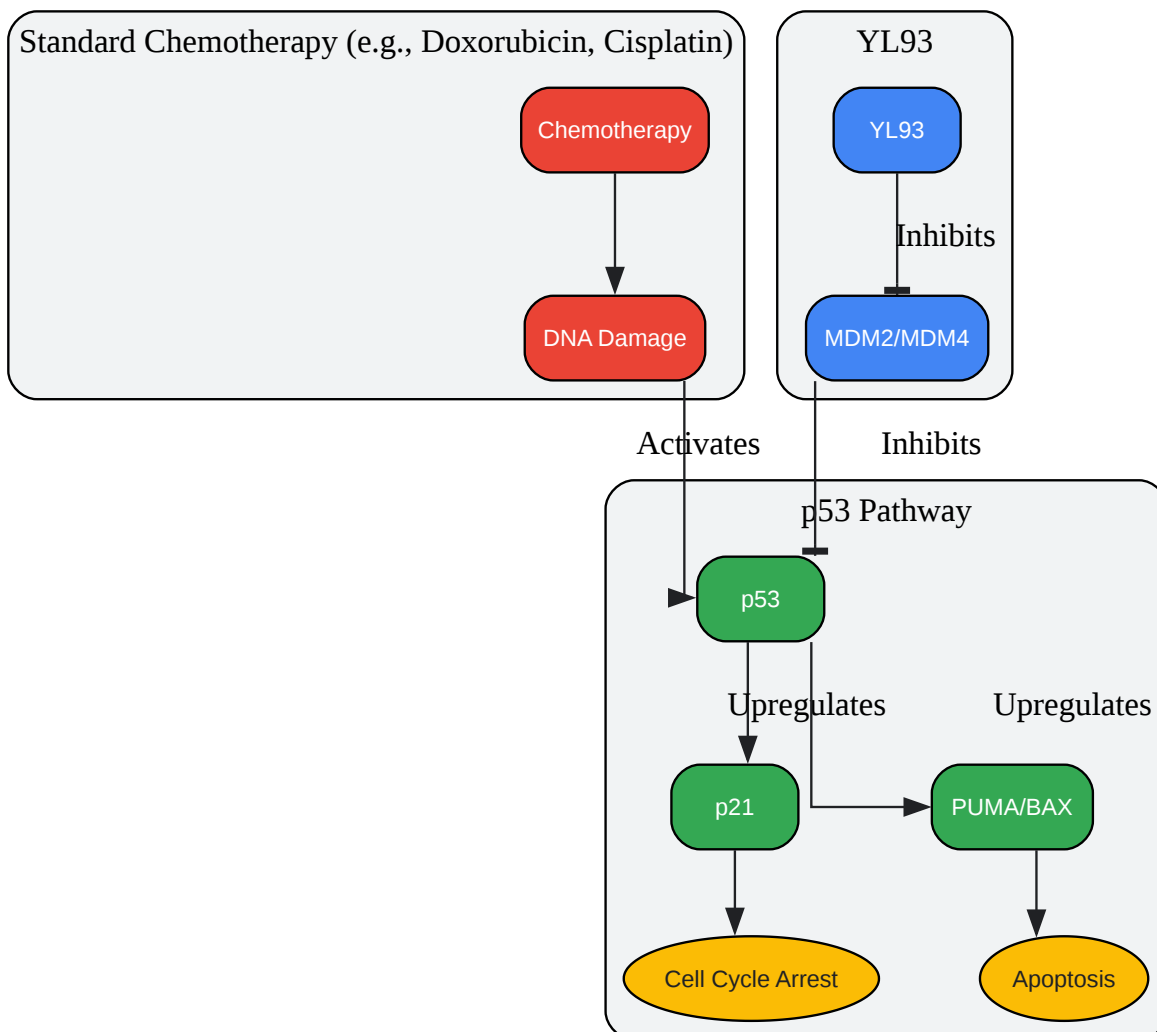 Standard Chemotherapy (e.g., Doxorubicin, Cisplatin)
YL93
Chemotherapy
YL93
Inhibits
DNA Damage
MDM2/MDM4
Activates
Inhibits
p53 Pathway
p53
Upregulates
Upregulates
p21
PUMA/BAX
Cell Cycle Arrest
Apoptosis